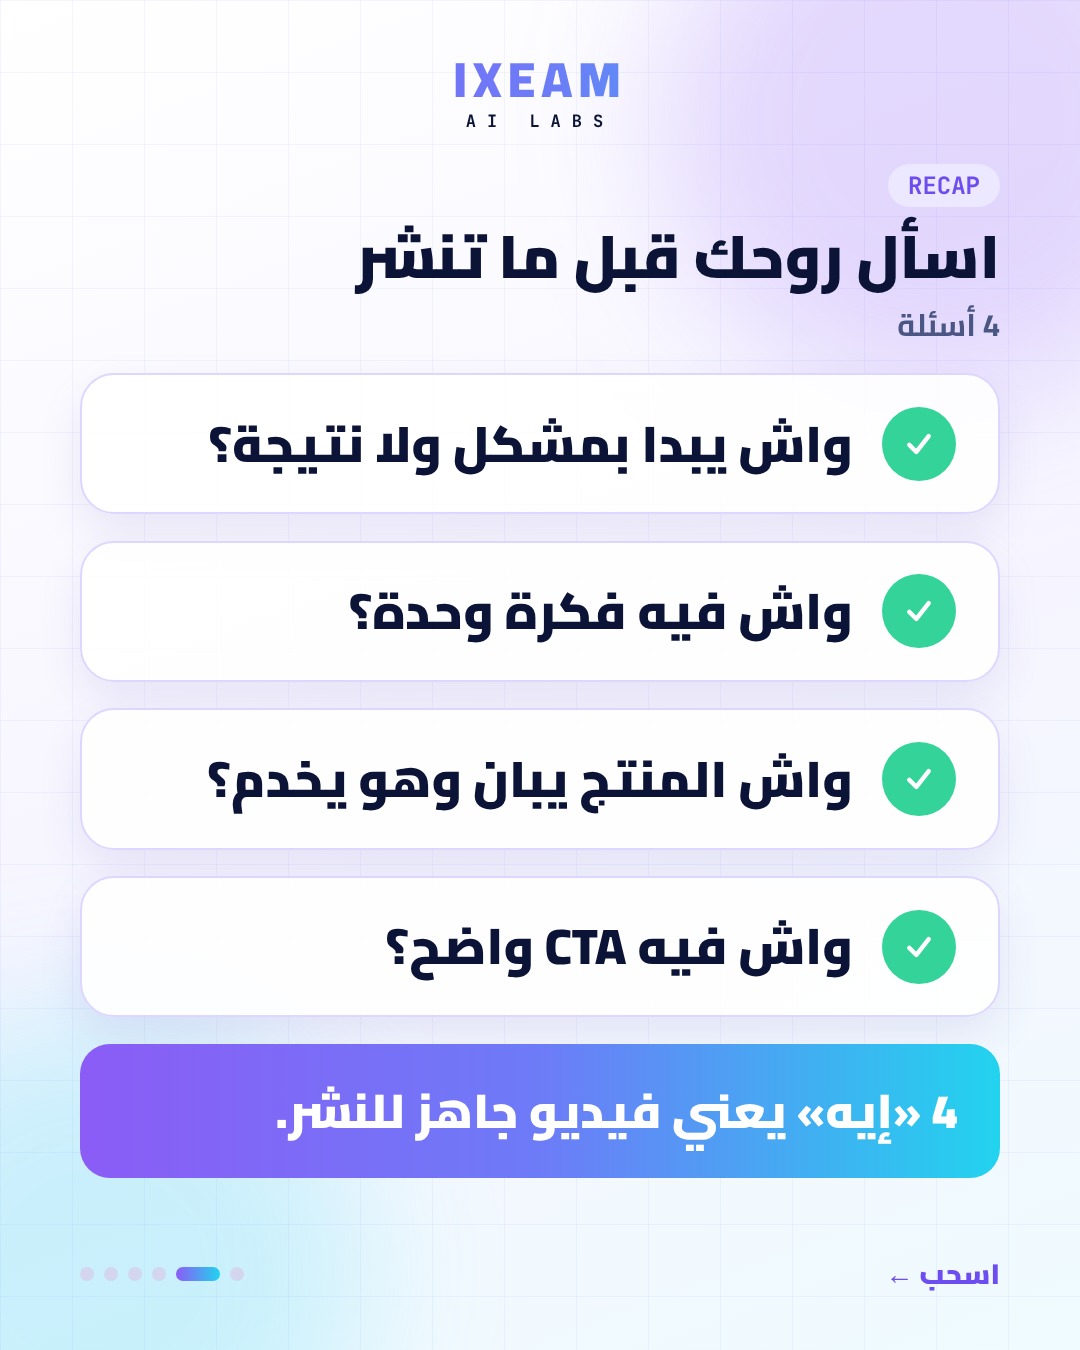 IXEAM
AI LABS
RECAP
اسأل روحك قبل ما تنشر
4 أسئلة
واش يبدا بمشكل ولا نتيجة؟
واش فيه فكرة وحدة؟
واش المنتج يبان وهو يخدم؟
واش فيه CTA واضح؟
4 «إيه» يعني فيديو جاهز للنشر.
اسحب ←